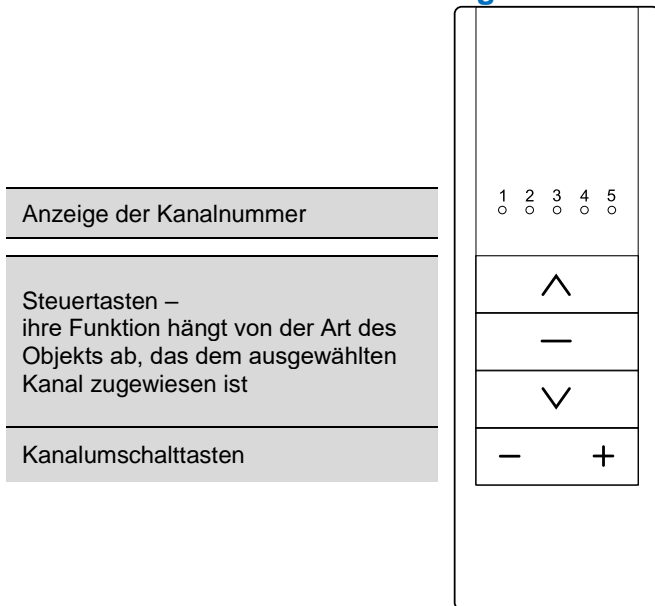 Anzeige der Kanalnummer
1 2 3 4 5
Steuertasten –
ihre Funktion hängt von der Art des
Objekts ab, das dem ausgewählten
Kanal zugewiesen ist
Kanalumschalttasten
− +